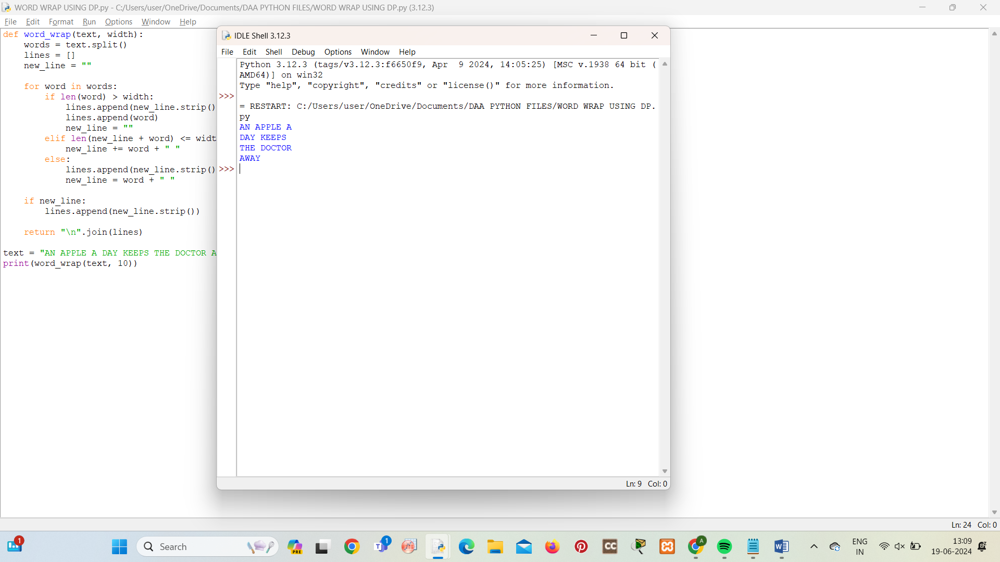 WORD WRAP USING DP.py - C:/Users/user/OneDrive/Documents/DAA PYTHON FILES/WORD WRAP USING DP.py (3.12.3)
File Edit Format Run Options Window Help
def word_wrap(text, width):
    words = text.split()
    lines = []
    new_line = ""
    for word in words:
        if len(word) > width:
            lines.append(new_line.strip()
            lines.append(word)
            new_line = ""
        elif len(new_line + word) <= widt
            new_line += word + " "
        else:
            lines.append(new_line.strip()
            new_line = word + " "
    if new_line:
        lines.append(new_line.strip())
    return "\n".join(lines)
text = "AN APPLE A DAY KEEPS THE DOCTOR A
print(word_wrap(text, 10))
IDLE Shell 3.12.3
File Edit Shell Debug Options Window Help
Python 3.12.3 (tags/v3.12.3:f6650f9, Apr  9 2024, 14:05:25) [MSC v.1938 64 bit (
AMD64)] on win32
Type "help", "copyright", "credits" or "license()" for more information.
>>>
= RESTART: C:/Users/user/OneDrive/Documents/DAA PYTHON FILES/WORD WRAP USING DP.
py
AN APPLE A
DAY KEEPS
THE DOCTOR
AWAY
>>>
Ln: 9 Col: 0
Ln: 24 Col: 0
1
Search
PRE
1
CC
A
ENG
IN
13:09
19-06-2024